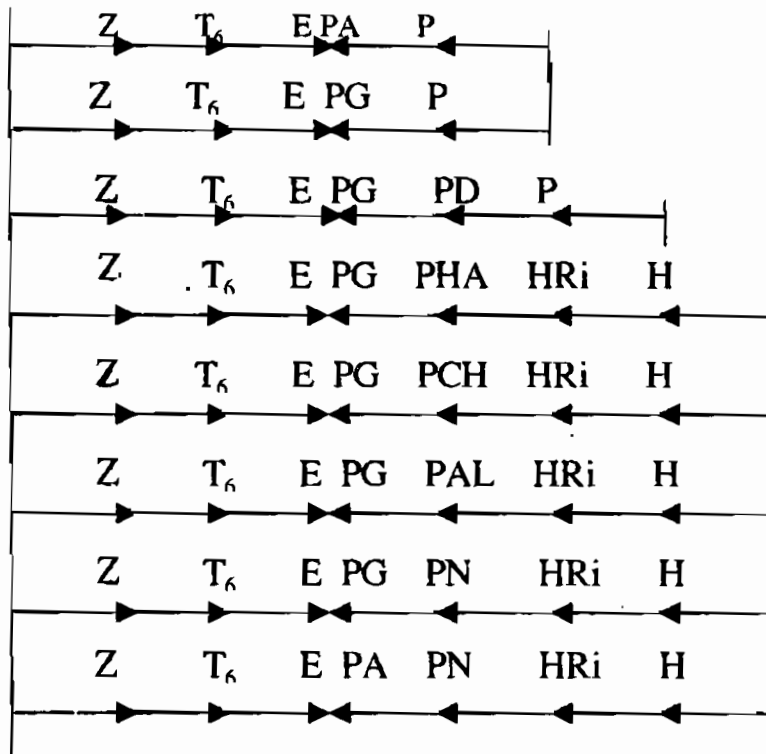 Z T₆ E PA P
Z T₆ E PG P
Z T₆ E PG PD P
Z T₆ E PG PHA HRi H
Z T₆ E PG PCH HRi H
Z T₆ E PG PAL HRi H
Z T₆ E PG PN HRi H
Z T₆ E PA PN HRi H